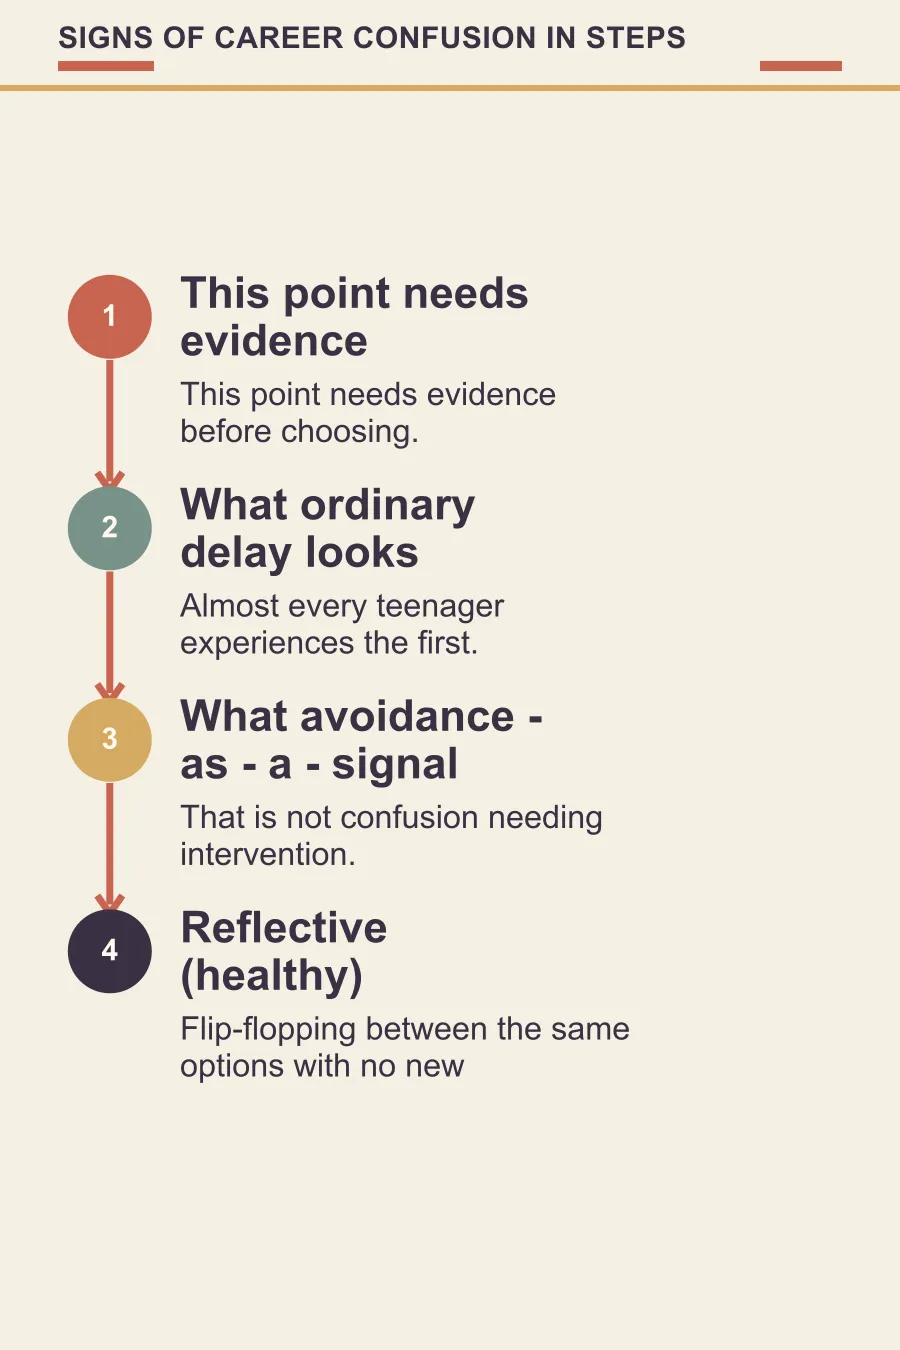 SIGNS OF CAREER CONFUSION IN STEPS
1
This point needs
evidence
This point needs evidence
before choosing.
2
What ordinary
delay looks
Almost every teenager
experiences the first.
3
What avoidance -
as - a - signal
That is not confusion needing
intervention.
4
Reflective
(healthy)
Flip-flopping between the same
options with no new